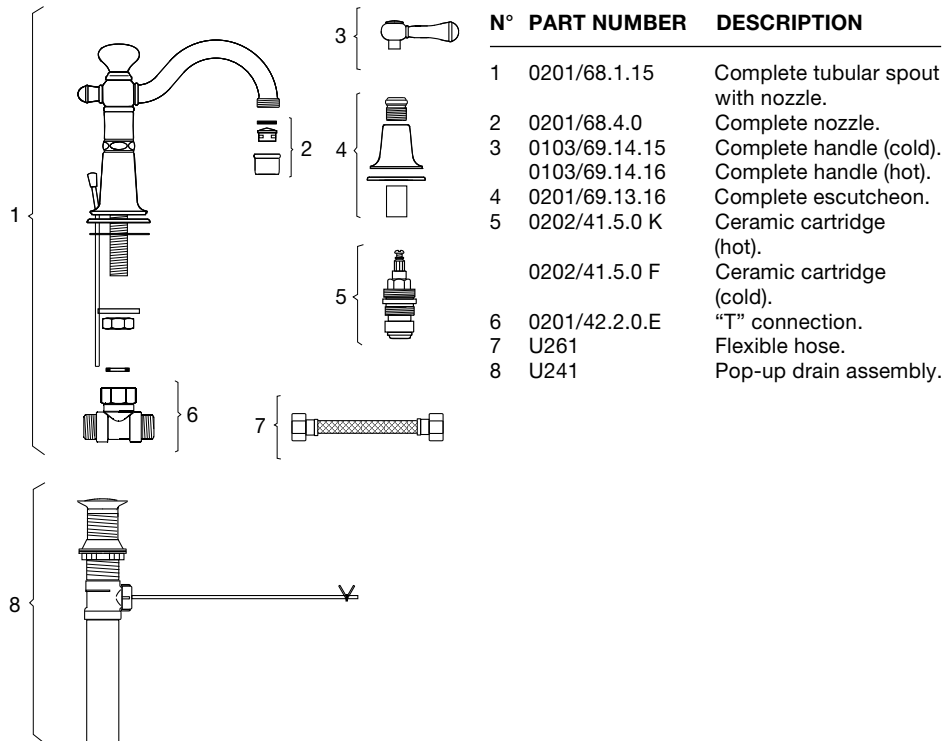 N° PART NUMBER DESCRIPTION
1 0201/68.1.15 Complete tubular spout
with nozzle.
2 0201/68.4.0 Complete nozzle.
3 0103/69.14.15 Complete handle (cold).
0103/69.14.16 Complete handle (hot).
4 0201/69.13.16 Complete escutcheon.
5 0202/41.5.0 K Ceramic cartridge
(hot).
0202/41.5.0 F Ceramic cartridge
(cold).
6 0201/42.2.0.E “T” connection.
7 U261 Flexible hose.
8 U241 Pop-up drain assembly.
1
2
3
4
5
6
7
8